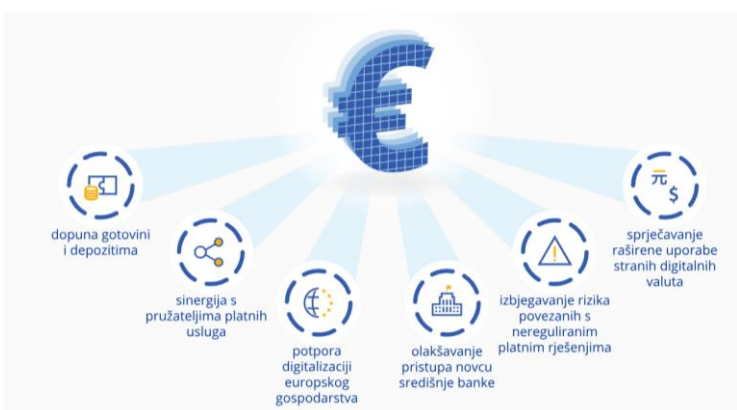 dopuna gotovini
i depozitima
sinergija s
pružateljima platnih
usluga
potpora
digitalizaciji
europskog
gospodarstva
olakšavanje
pristupa novcu
središnje banke
izbjegavanje rizika
povezanih s
nereguliranim
platnim rješenjima
sprječavanje
raširene uporabe
stranih digitalnih
valuta